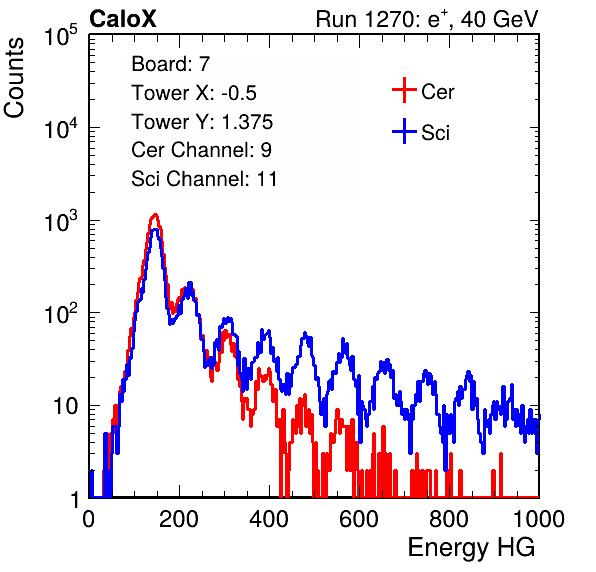 CaloX Run 1270: e⁺, 40 GeV
Board: 7
Tower X: -0.5
Tower Y: 1.375
Cer Channel: 9
Sci Channel: 11
Cer
Sci
Counts
10⁵
10⁴
10³
10²
10
1
0 200 400 600 800 1000
Energy HG